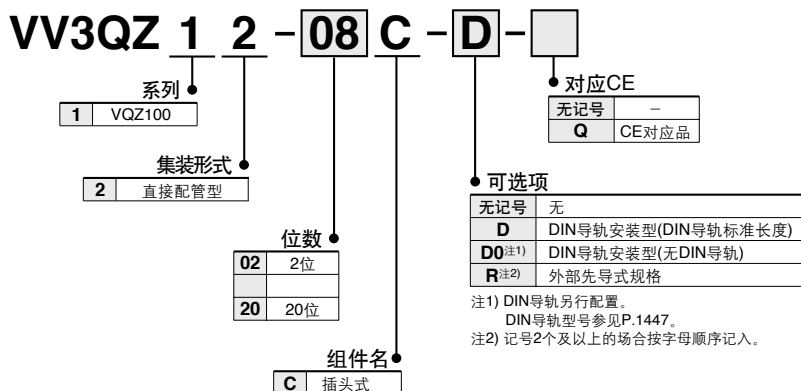 VV3QZ 1 2 - 08 C - D -
系列
1 VQZ100
集装形式
2 直接配管型
位数
02 2位
20 20位
组件名
C 插头式
对应CE
无记号 –
Q CE对应品
可选项
无记号 无
D DIN导轨安装型(DIN导轨标准长度)
D0注1) DIN导轨安装型(无DIN导轨)
R注2) 外部先导式规格
注1) DIN导轨另行配置。
DIN导轨型号参见P.1447。
注2) 记号2个及以上的场合按字母顺序记入。